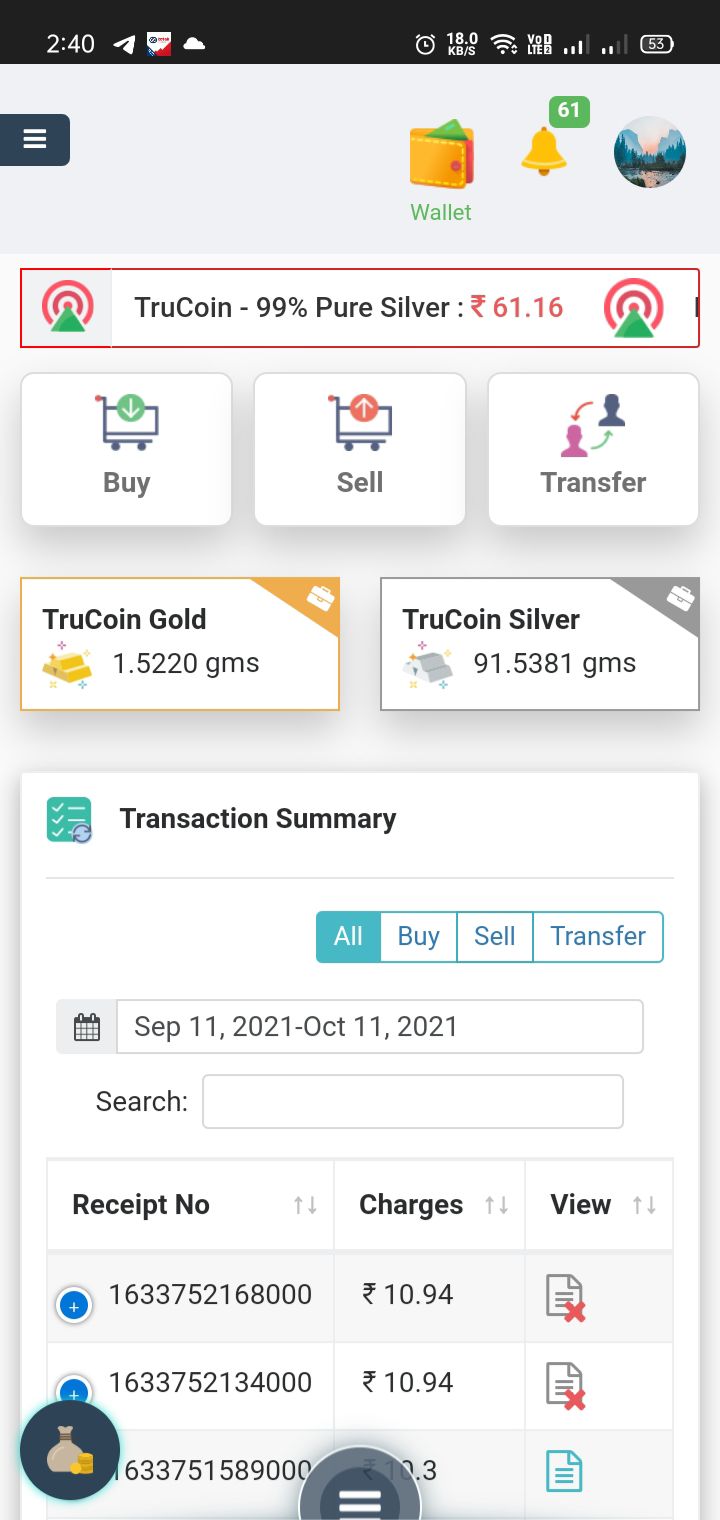 2:40 18.0 KB/S VoD LTE2 53
61
Wallet
TruCoin - 99% Pure Silver : ₹ 61.16
Buy Sell Transfer
TruCoin Gold TruCoin Silver
1.5220 gms 91.5381 gms
Transaction Summary
All Buy Sell Transfer
Sep 11, 2021-Oct 11, 2021
Search:
Receipt No Charges View
1633752168000 ₹ 10.94
1633752134000 ₹ 10.94
1633751589000 ₹ 10.3